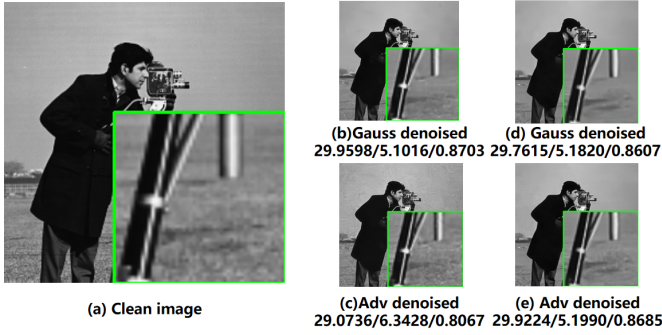 (a) Clean image
(b)Gauss denoised
29.9598/5.1016/0.8703
(d) Gauss denoised
29.7615/5.1820/0.8607
(c)Adv denoised
29.0736/6.3428/0.8067
(e) Adv denoised
29.9224/5.1990/0.8685